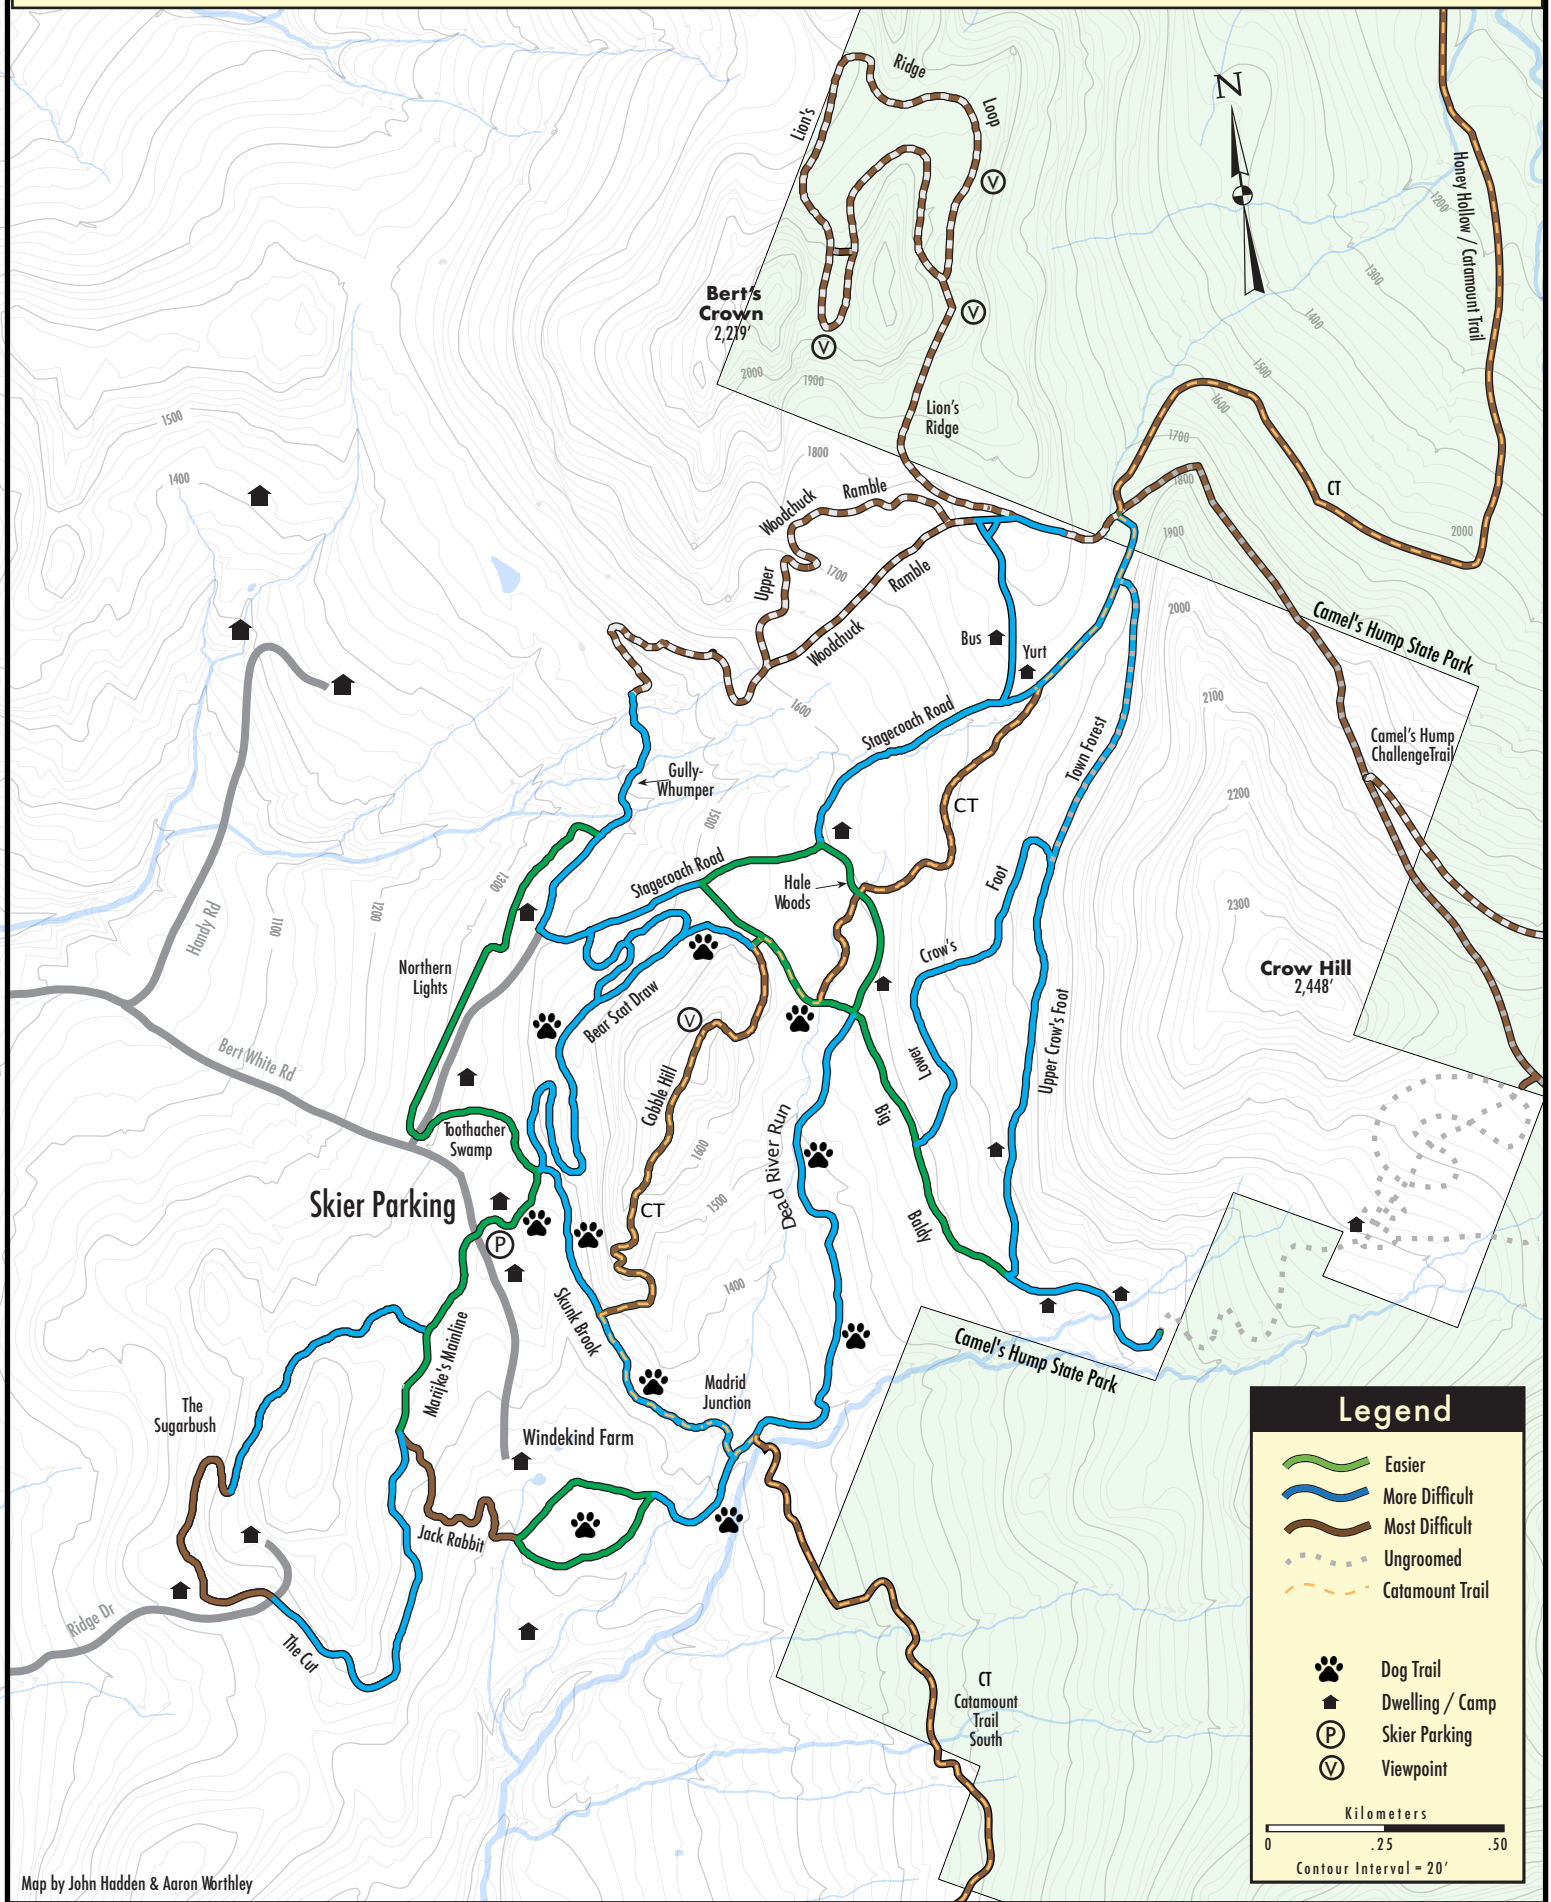 Ridge
Lion's
Loop
N
Honey Hollow / Catamount Trail
1200
1300
1400
1500
1600
1700
1800
1900
2000
CT
2000
Bert's
Crown
2,219'
2000
1900
Lion's
Ridge
1800
1500
1400
Woodchuck
Ramble
Upper
1700
Ramble
Woodchuck
Bus
Yurt
1600
2000
2100
2200
2300
Camel's Hump State Park
Camel's Hump
ChallengeTrail
Stagecoach Road
Town Forest
Gully-
Whumper
1500
CT
Stagecoach Road
Hale
Woods
Foot
Crow's
Lower
Crow Hill
2,448'
1300
1200
1100
Handy Rd
Northern
Lights
Bear Scat Draw
V
V
V
V
Upper Crow's Foot
Bert White Rd
Cobble Hill
Big
Baldy
Dead River Run
Toothacher
Swamp
1600
1500
1400
CT
Skier Parking
P
Skunk Brook
Marijke's Mainline
Madrid
Junction
Camel's Hump State Park
The
Sugarbush
Windekind Farm
Jack Rabbit
Ridge Dr
The Cut
CT
Catamount
Trail
South
Legend
Easier
More Difficult
Most Difficult
Ungroomed
Catamount Trail
Dog Trail
Dwelling / Camp
P Skier Parking
V Viewpoint
Kilometers
0 .25 .50
Contour Interval = 20'
Map by John Hadden & Aaron Worthley